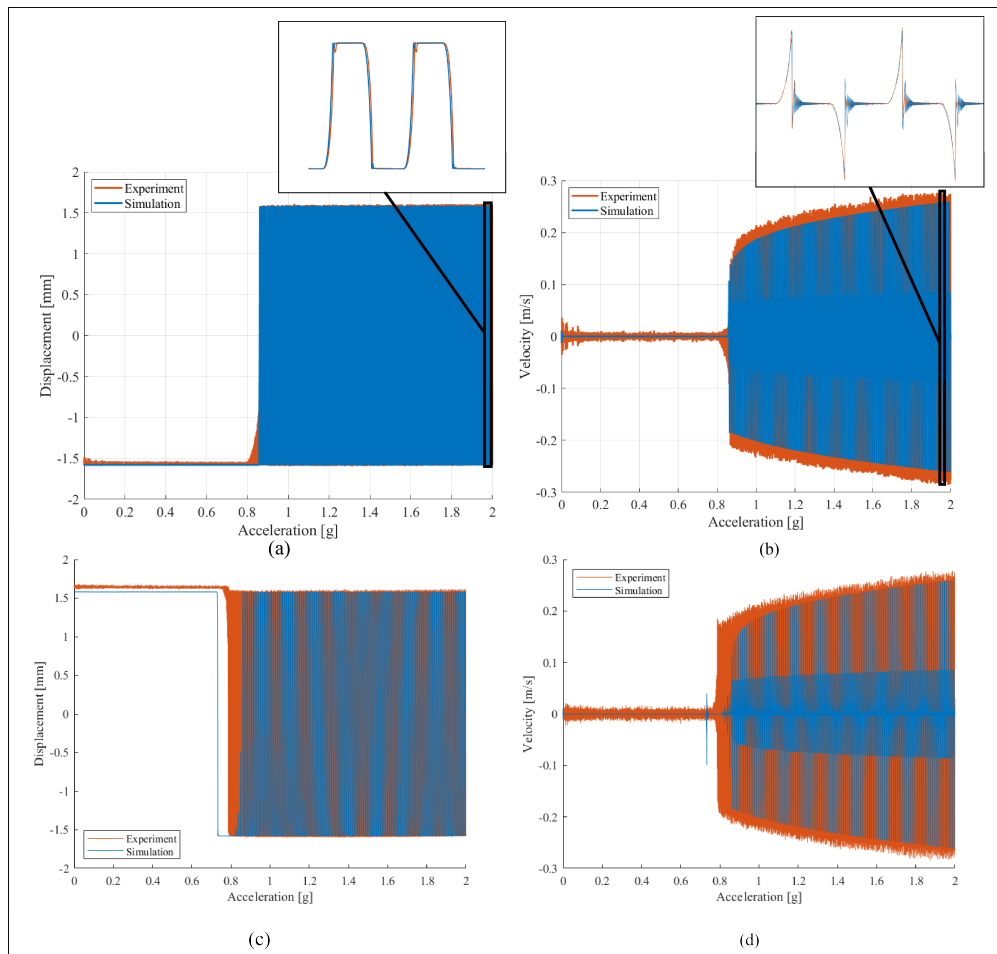 Experiment
Simulation
2
1.5
1
0.5
0
-0.5
-1
-1.5
-2
Displacement [mm]
0 0.2 0.4 0.6 0.8 1 1.2 1.4 1.6 1.8 2
Acceleration [g]
(a)
Experiment
Simulation
0.3
0.2
0.1
0
-0.1
-0.2
-0.3
Velocity [m/s]
0 0.2 0.4 0.6 0.8 1 1.2 1.4 1.6 1.8 2
Acceleration [g]
(b)
2
1.5
1
0.5
0
-0.5
-1
-1.5
-2
Displacement [mm]
Experiment
Simulation
0 0.2 0.4 0.6 0.8 1 1.2 1.4 1.6 1.8 2
Acceleration [g]
(c)
Experiment
Simulation
0.3
0.2
0.1
0
-0.1
-0.2
-0.3
Velocity [m/s]
0 0.2 0.4 0.6 0.8 1 1.2 1.4 1.6 1.8 2
Acceleration [g]
(d)